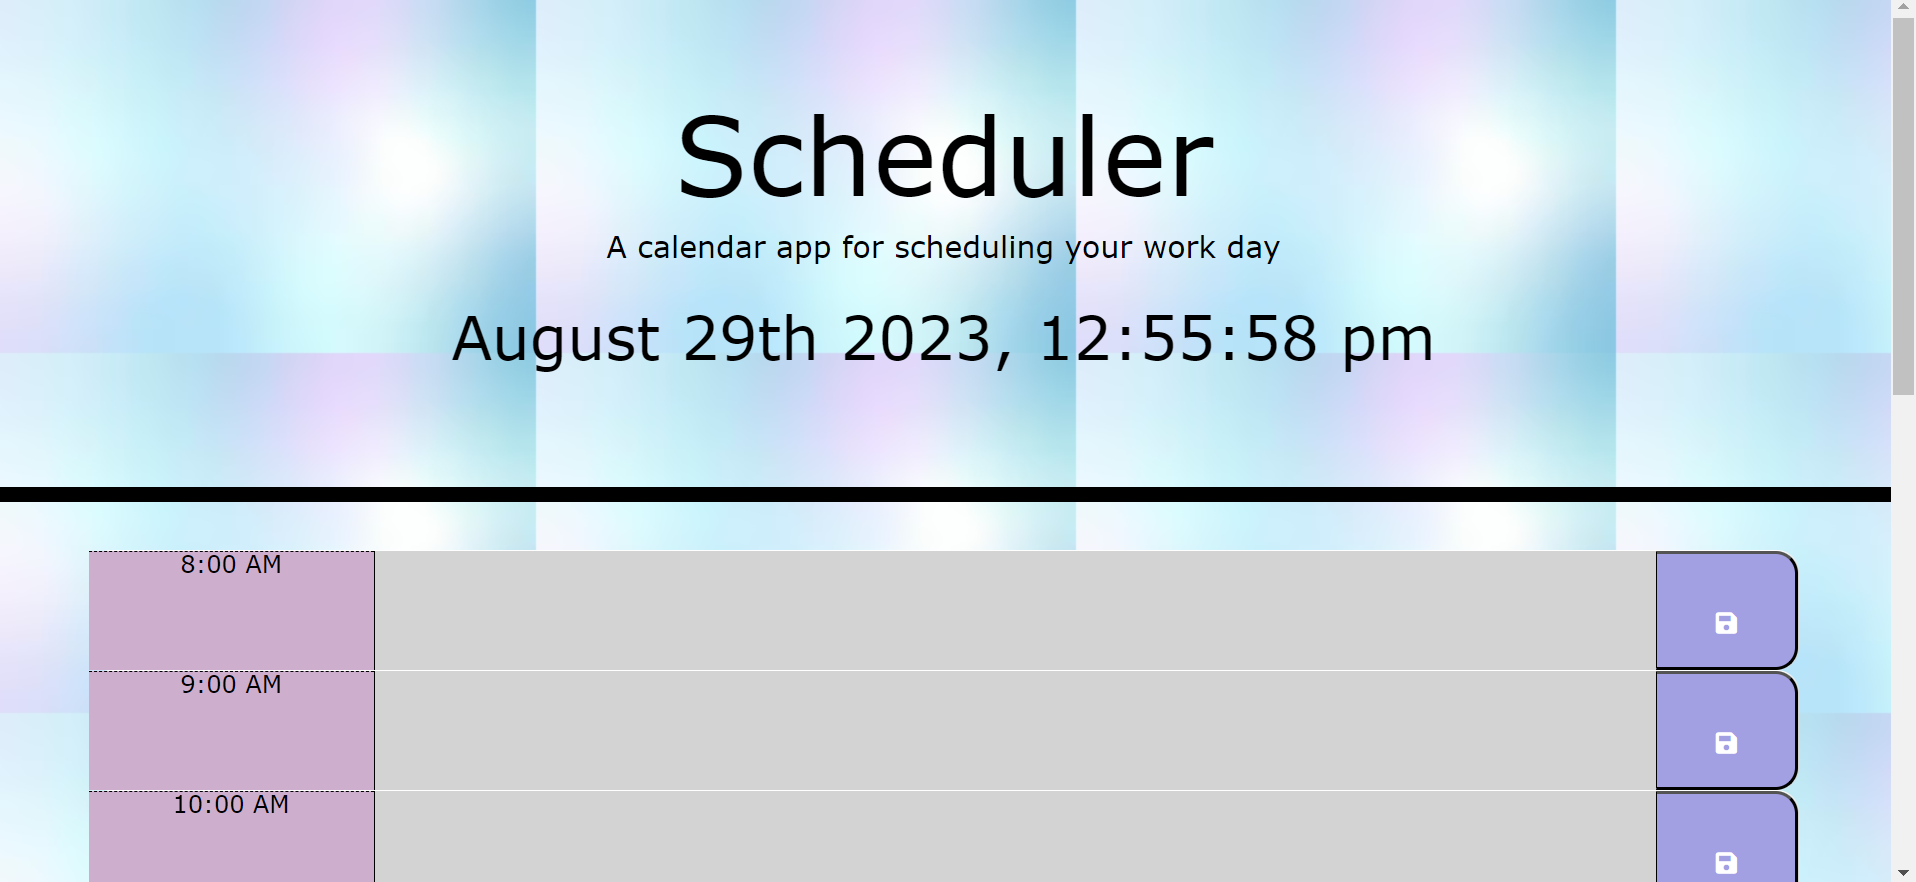 Scheduler
A calendar app for scheduling your work day
August 29th 2023, 12:55:58 pm
8:00 AM
9:00 AM
10:00 AM